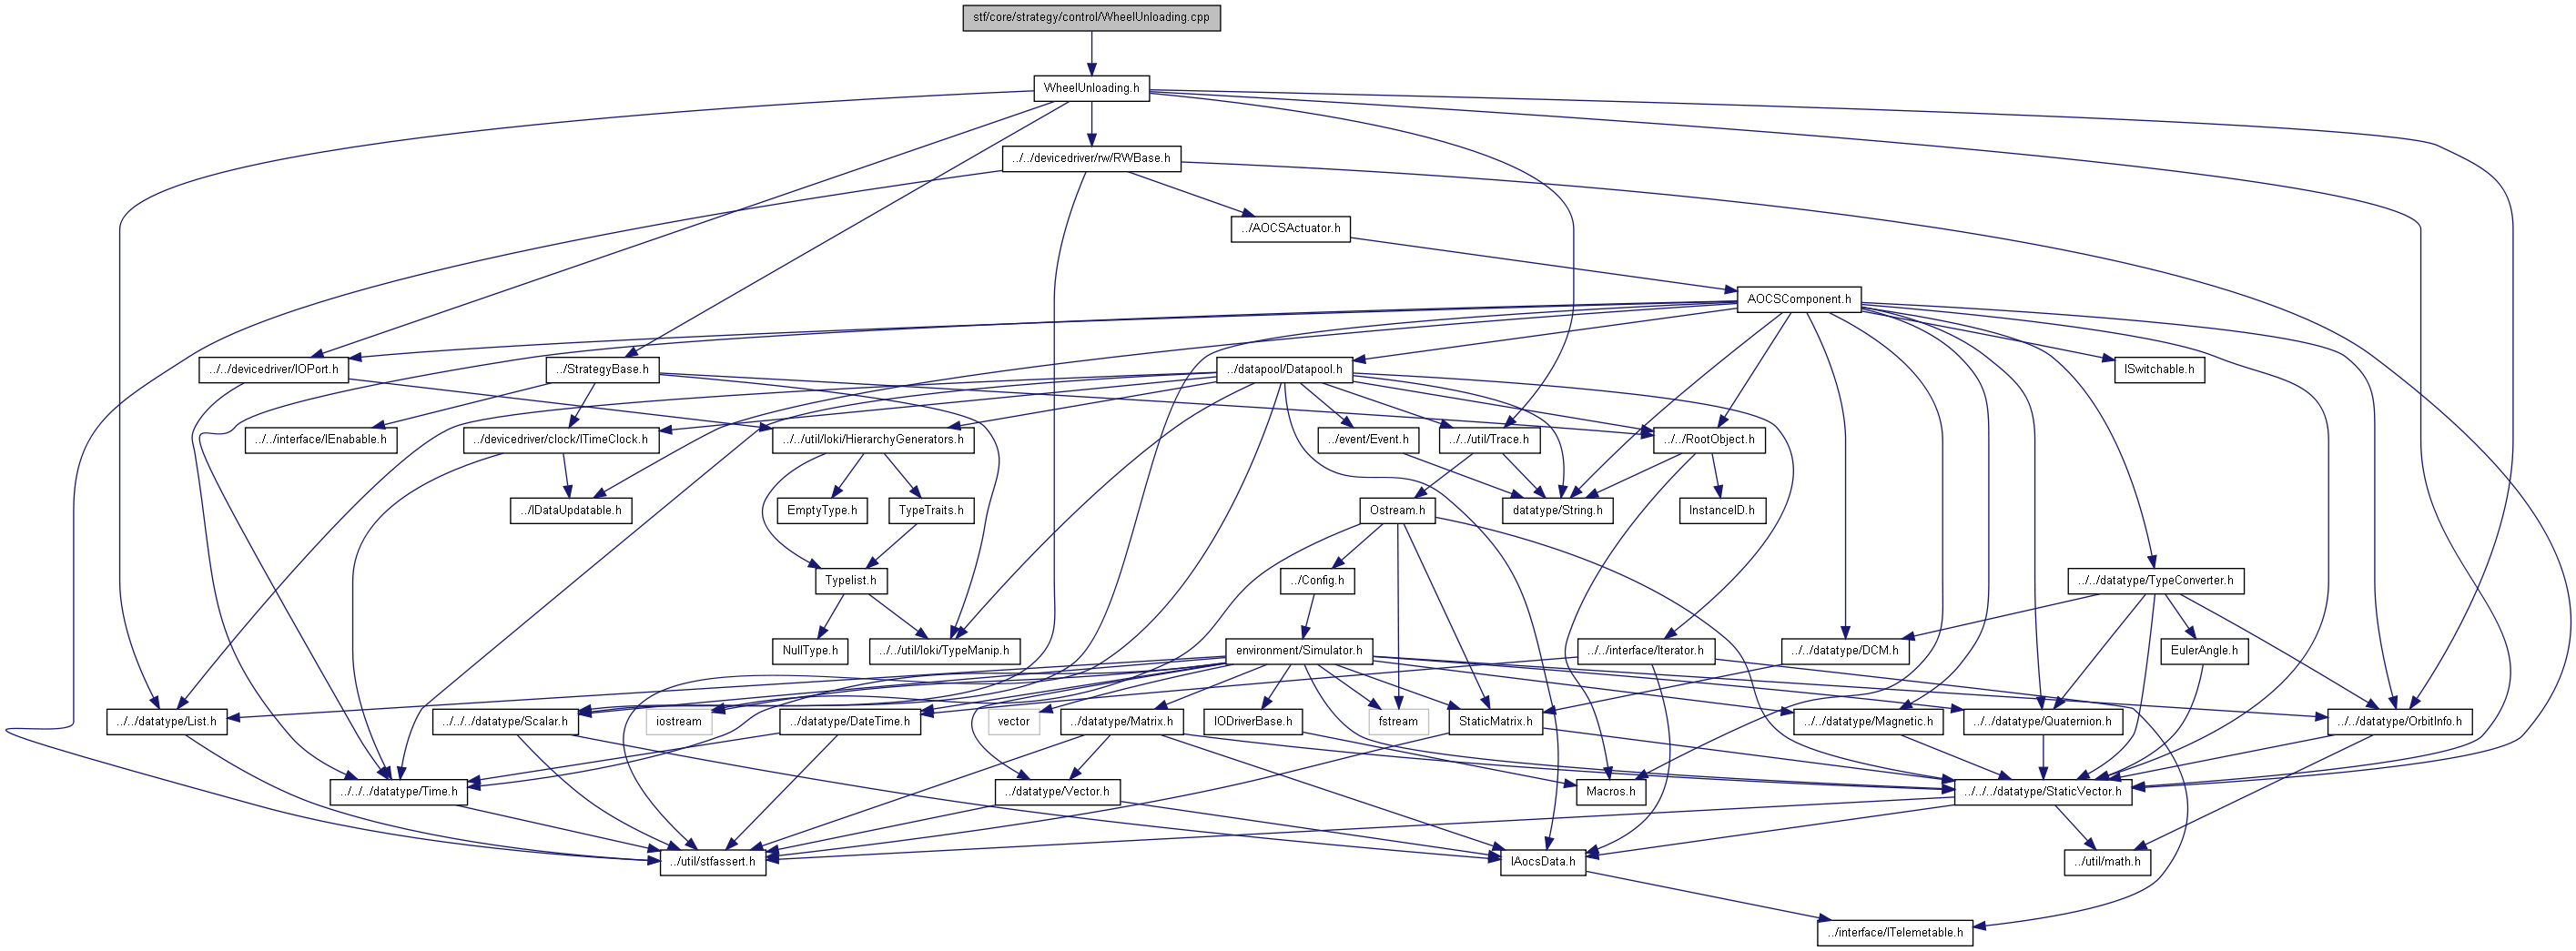 stf/core/strategy/control/WheelUnloading.cpp
WheelUnloading.h
../../devicedriver/rw/RWBase.h
../AOCSActuator.h
AOCSComponent.h
../../devicedriver/IOPort.h
../StrategyBase.h
../datapool/Datapool.h
ISwitchable.h
../../interface/IEnabable.h
../devicedriver/clock/ITimeClock.h
../../util/loki/HierarchyGenerators.h
../event/Event.h
../../util/Trace.h
../../RootObject.h
../IDataUpdatable.h
EmptyType.h
TypeTraits.h
Ostream.h
datatype/String.h
InstanceID.h
Typelist.h
../Config.h
../../datatype/TypeConverter.h
NullType.h
../../util/loki/TypeManip.h
environment/Simulator.h
../../interface/Iterator.h
../../datatype/DCM.h
EulerAngle.h
../../datatype/List.h
../../../datatype/Scalar.h
iostream
../datatype/DateTime.h
vector
../datatype/Matrix.h
IODriverBase.h
fstream
StaticMatrix.h
../../datatype/Magnetic.h
../../datatype/Quaternion.h
../../datatype/OrbitInfo.h
../../../datatype/Time.h
../datatype/Vector.h
Macros.h
../../../datatype/StaticVector.h
../util/stfassert.h
IAocsData.h
../util/math.h
../interface/ITelemetable.h